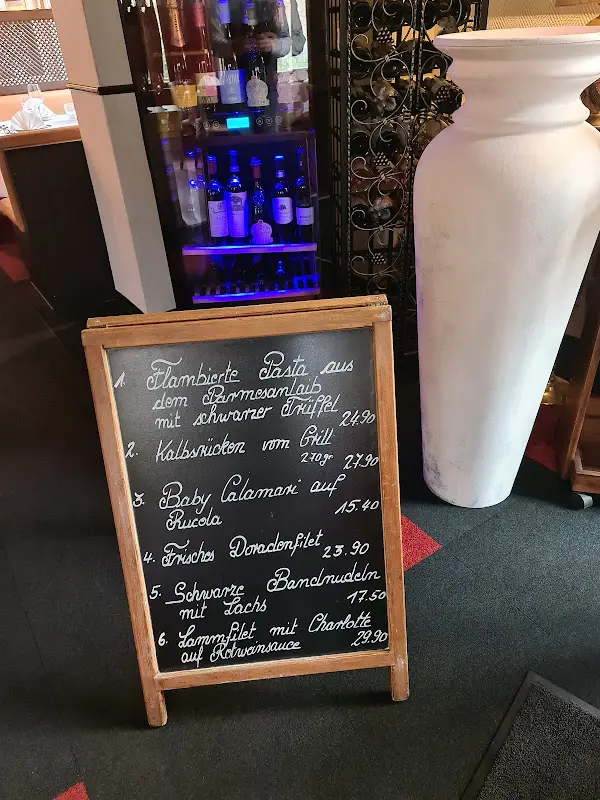 1. Flambierte Pasta aus
dem Parmesanlaib
mit schwarzer Trüffel
24.90
2. Kalbsrücken vom Grill
270gr. 27.90
3. Baby Calamari auf
Rucola 15.40
4. Frisches Doradenfilet
23.90
5. Schwarze Bandnudeln
mit Lachs 17.50
6. Lammfilet mit Charlotte
auf Rotweinsauce 29.90